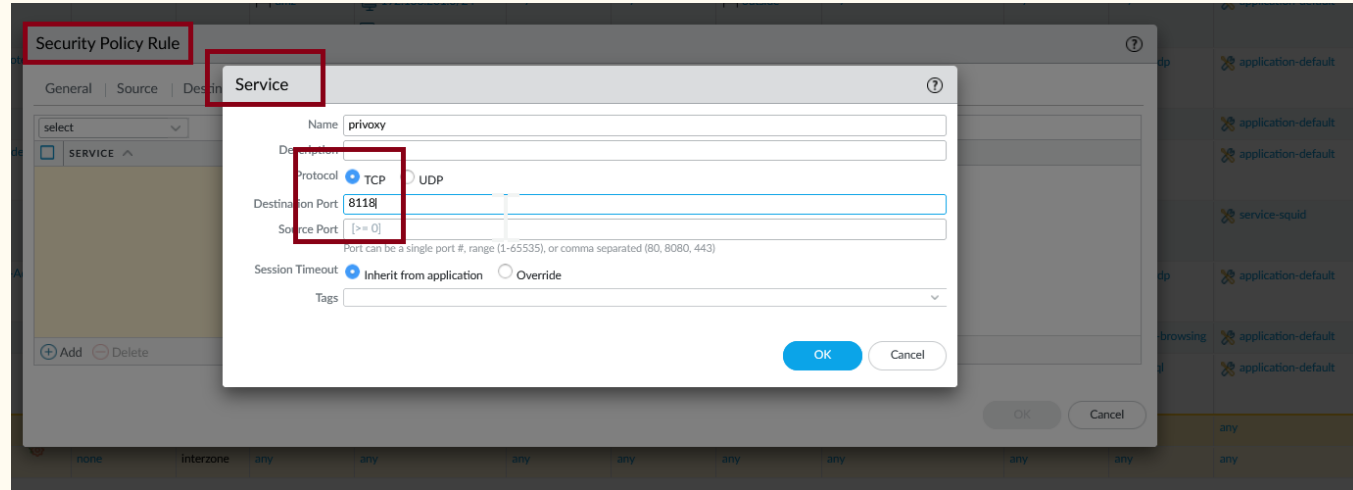 application-default
Security Policy Rule
General | Source | Destin
Service
application-default
select
Name privoxy
application-default
SERVICE
Description
application-default
Protocol TCP UDP
Destination Port 8118
service-squid
Source Port [>= 0]
Port can be a single port #, range (1-65535), or comma separated (80, 8080, 443)
Session Timeout Inherit from application Override
dp application-default
Tags
-browsing application-default
Add Delete
OK Cancel
application-default
OK Cancel
any
none interzone any any any any any any any any any